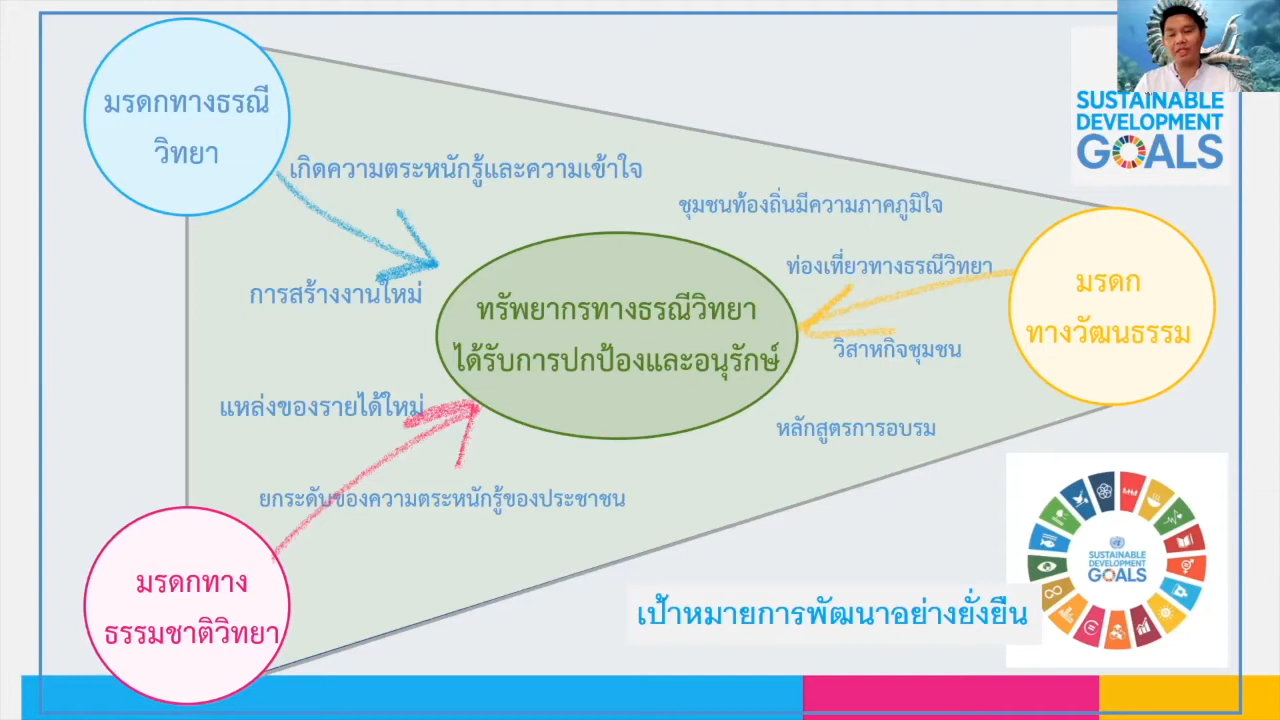 มรดกทางธรณี
วิทยา
เกิดความตระหนักรู้และความเข้าใจ
ชุมชนท้องถิ่นมีความภาคภูมิใจ
SUSTAINABLE
DEVELOPMENT
GOALS
ท่องเที่ยวทางธรณีวิทยา
มรดก
ทางวัฒนธรรม
การสร้างงานใหม่
ทรัพยากรทางธรณีวิทยา
ได้รับการปกป้องและอนุรักษ์
วิสาหกิจชุมชน
แหล่งของรายได้ใหม่
หลักสูตรการอบรม
ยกระดับของความตระหนักรู้ของประชาชน
มรดกทาง
ธรรมชาติวิทยา
SUSTAINABLE
DEVELOPMENT
GOALS
เป้าหมายการพัฒนาอย่างยั่งยืน